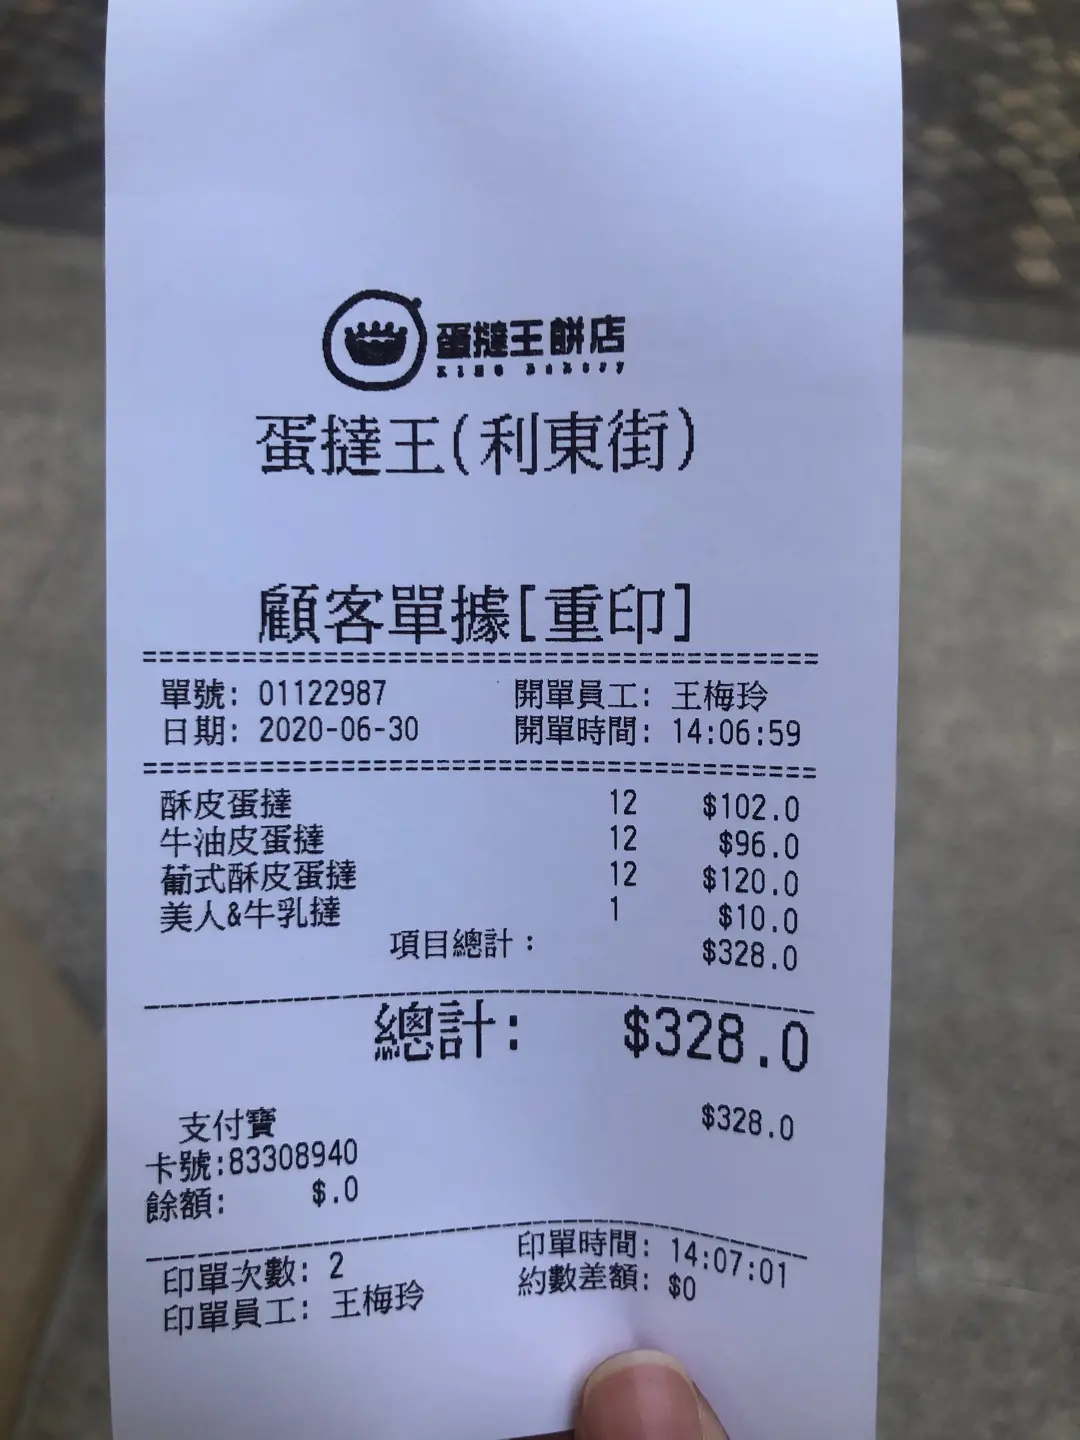 蛋撻王餅店
KING Bakery
蛋撻王(利東街)
顧客單據[重印]
單號: 01122987 開單員工: 王梅玲
日期: 2020-06-30 開單時間: 14:06:59
酥皮蛋撻 12 $102.0
牛油皮蛋撻 12 $96.0
葡式酥皮蛋撻 12 $120.0
美人&牛乳撻 1 $10.0
項目總計: $328.0
總計: $328.0
支付寶 $328.0
卡號:83308940
餘額: $.0
印單次數: 2 印單時間: 14:07:01
印單員工: 王梅玲 約數差額: $0